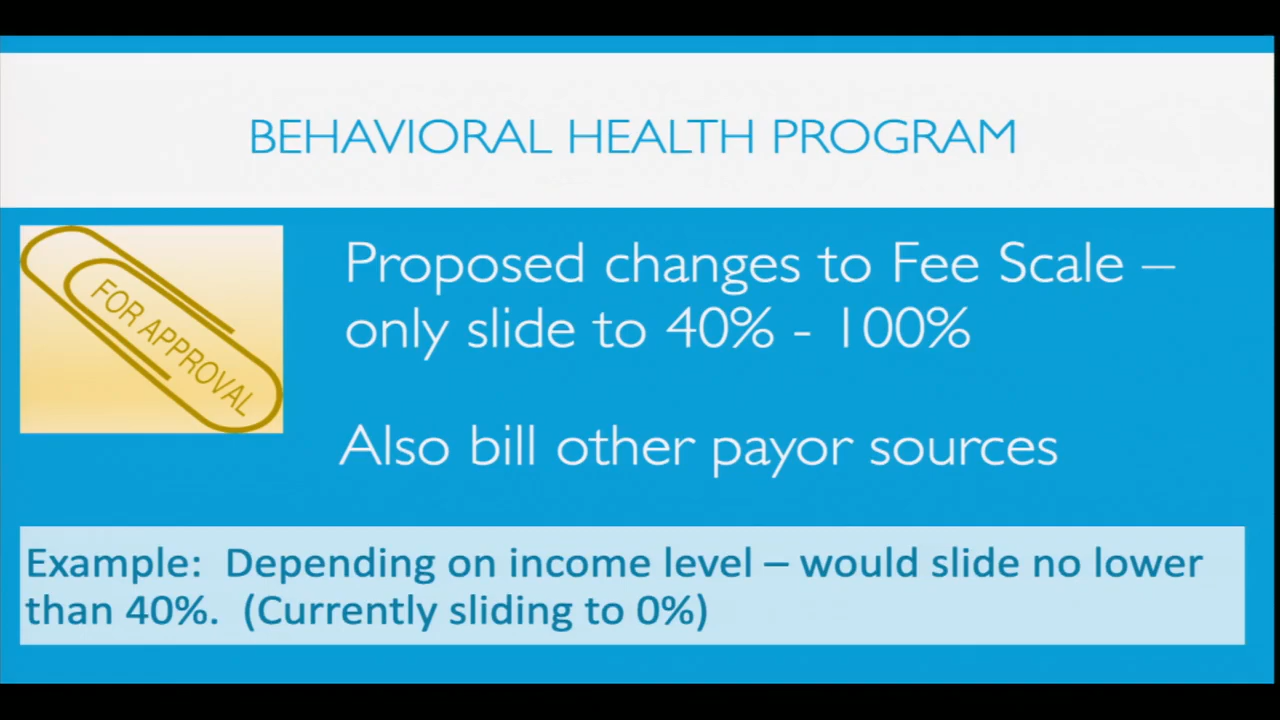 BEHAVIORAL HEALTH PROGRAM
FOR APPROVAL
Proposed changes to Fee Scale –
only slide to 40% - 100%
Also bill other payor sources
Example:  Depending on income level – would slide no lower
than 40%.  (Currently sliding to 0%)